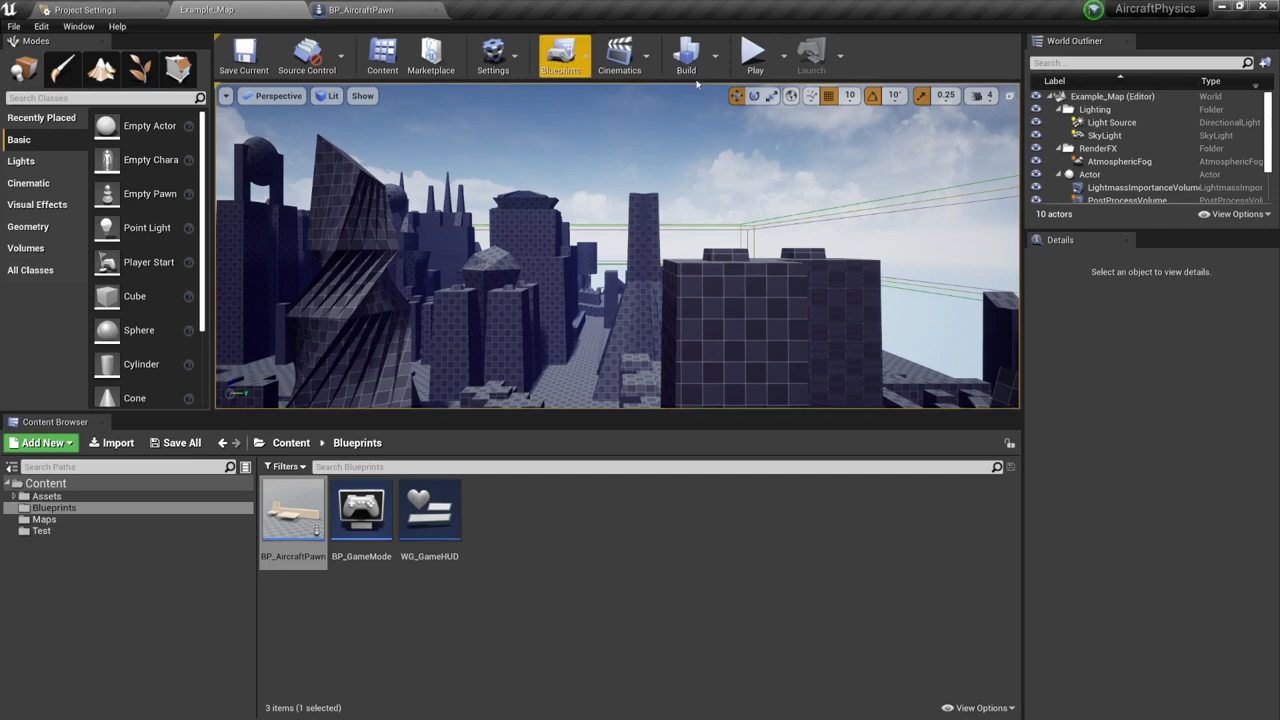 Project Settings
Example_Map
BP_AircraftPawn
AircraftPhysics
File Edit Window Help
Modes
Search Classes
Recently Placed
Basic
Lights
Cinematic
Visual Effects
Geometry
Volumes
All Classes
Empty Actor
Empty Chara
Empty Pawn
Point Light
Player Start
Cube
Sphere
Cylinder
Cone
Save Current
Source Control
Content
Marketplace
Settings
Blueprints
Cinematics
Build
Play
Launch
Perspective
Lit
Show
10
10°
0.25
4
Y
World Outliner
Search...
Label Type
Example_Map (Editor) World
Lighting Folder
Light Source DirectionalLight
SkyLight SkyLight
RenderFX Folder
AtmosphericFog AtmosphericFog
Actor Actor
LightmassImportanceVolum LightmassImpor
PostProcessVolume PostProcessVolu
10 actors
View Options
Details
Select an object to view details.
Content Browser
Add New
Import
Save All
Content
Blueprints
Search Paths
Filters
Search Blueprints
Content
Assets
Blueprints
Maps
Test
BP_AircraftPawn
BP_GameMode
WG_GameHUD
3 items (1 selected)
View Options